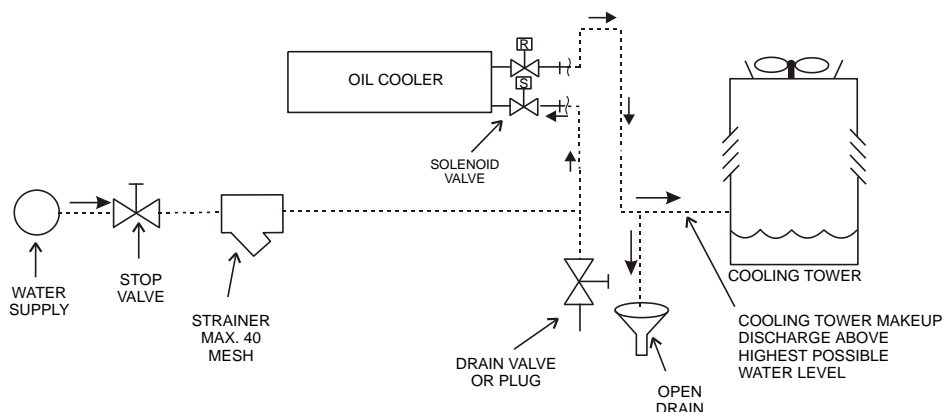 R
OIL COOLER
S
SOLENOID
VALVE
WATER
SUPPLY
STOP
VALVE
STRAINER
MAX. 40
MESH
DRAIN VALVE
OR PLUG
OPEN
DRAIN
COOLING TOWER
COOLING TOWER MAKEUP
DISCHARGE ABOVE
HIGHEST POSSIBLE
WATER LEVEL